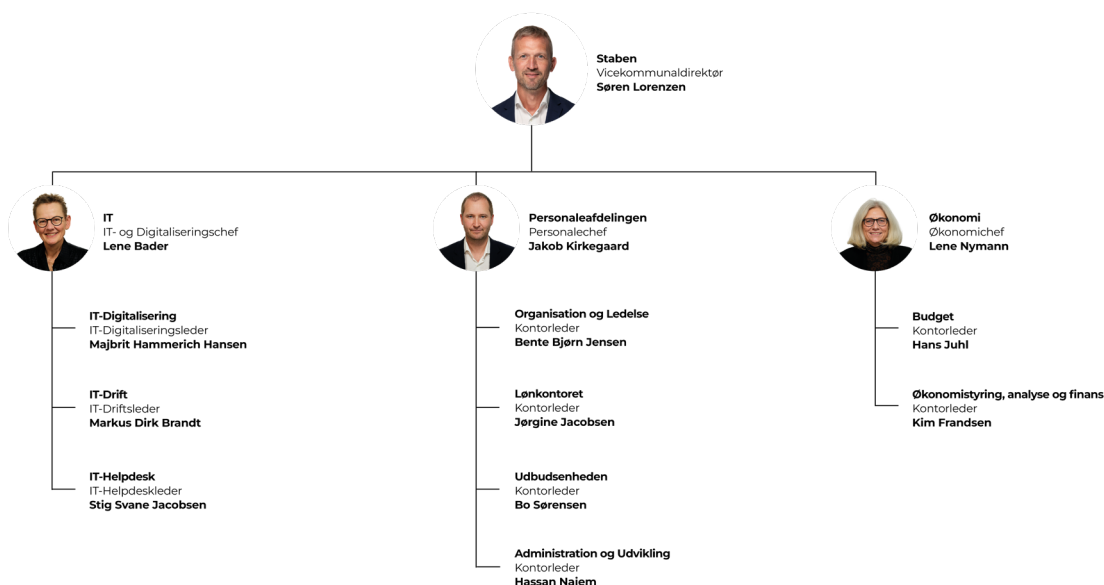 Staben
Vicekommunaldirektør
Søren Lorenzen
IT
IT- og Digitaliseringschef
Lene Bader
IT-Digitalisering
IT-Digitaliseringsleder
Majbrit Hammerich Hansen
IT-Drift
IT-Driftsleder
Markus Dirk Brandt
IT-Helpdesk
IT-Helpdeskleder
Stig Svane Jacobsen
Personaleafdelingen
Personalechef
Jakob Kirkegaard
Organisation og Ledelse
Kontorleder
Bente Bjørn Jensen
Lønkontoret
Kontorleder
Jørgine Jacobsen
Udbudsenheden
Kontorleder
Bo Sørensen
Administration og Udvikling
Kontorleder
Hassan Najem
Økonomi
Økonomichef
Lene Nymann
Budget
Kontorleder
Hans Juhl
Økonomistyring, analyse og finans
Kontorleder
Kim Frandsen